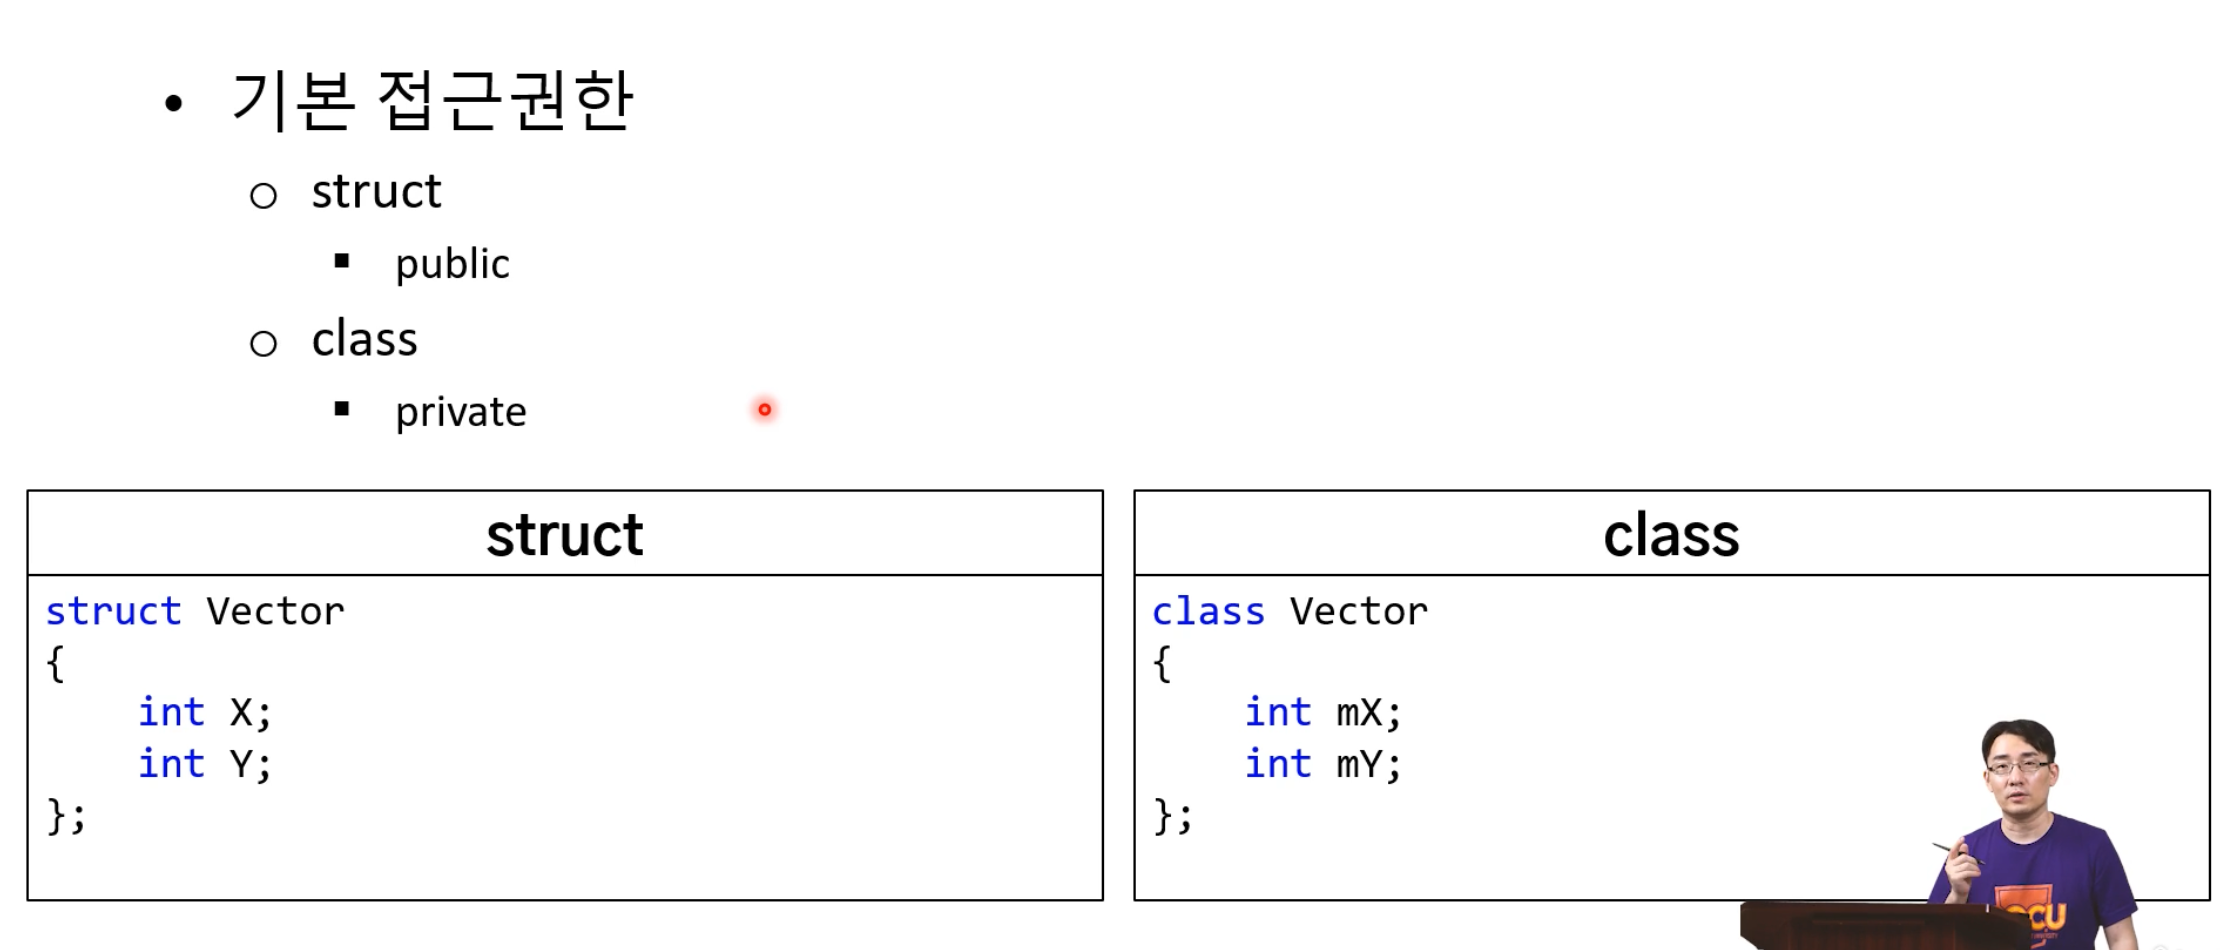 • 기본 접근권한
o struct
▪ public
o class
▪ private
struct
struct Vector
{
    int X;
    int Y;
};
class
class Vector
{
    int mX;
    int mY;
};